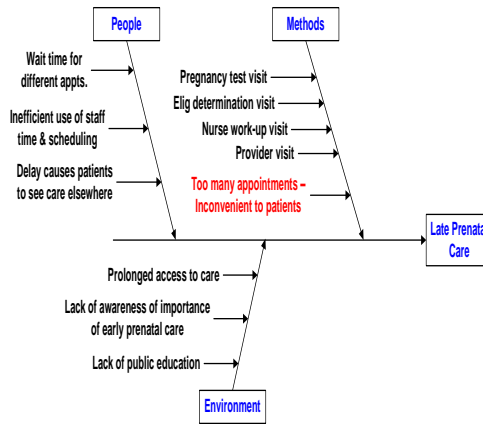 People
Methods
Wait time for
different appts.
Inefficient use of staff
time & scheduling
Delay causes patients
to see care elsewhere
Pregnancy test visit
Elig determination visit
Nurse work-up visit
Provider visit
Too many appointments –
Inconvenient to patients
Late Prenata
Care
Prolonged access to care
Lack of awareness of importance
of early prenatal care
Lack of public education
Environment